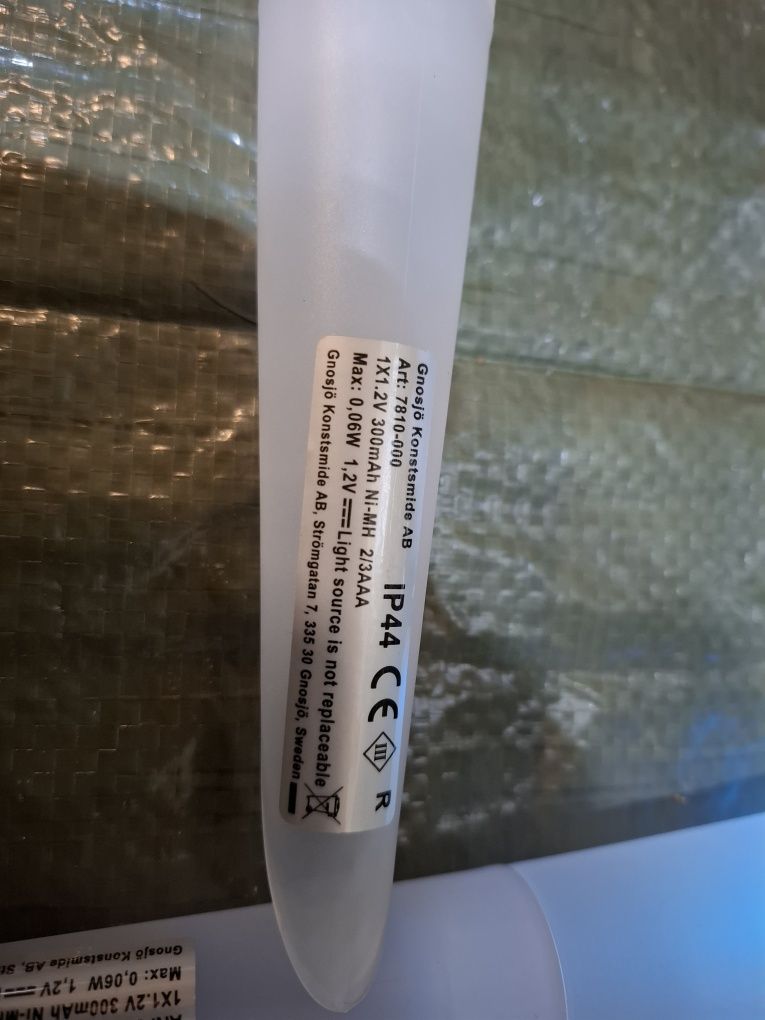 Gnosjö Konstsmide AB
Art: 7810-000
IP44 CE III R
1X1.2V 300mAh Ni-MH 2/3AAA
Max: 0,06W 1,2V Light source is not replaceable
Gnosjö Konstsmide AB, Strömgatan 7, 335 30 Gnosjö, Sweden
1X1.2V 300mAh Ni-M
Max: 0,06W 1,2V
Gnosjö Konstsmide AB, St